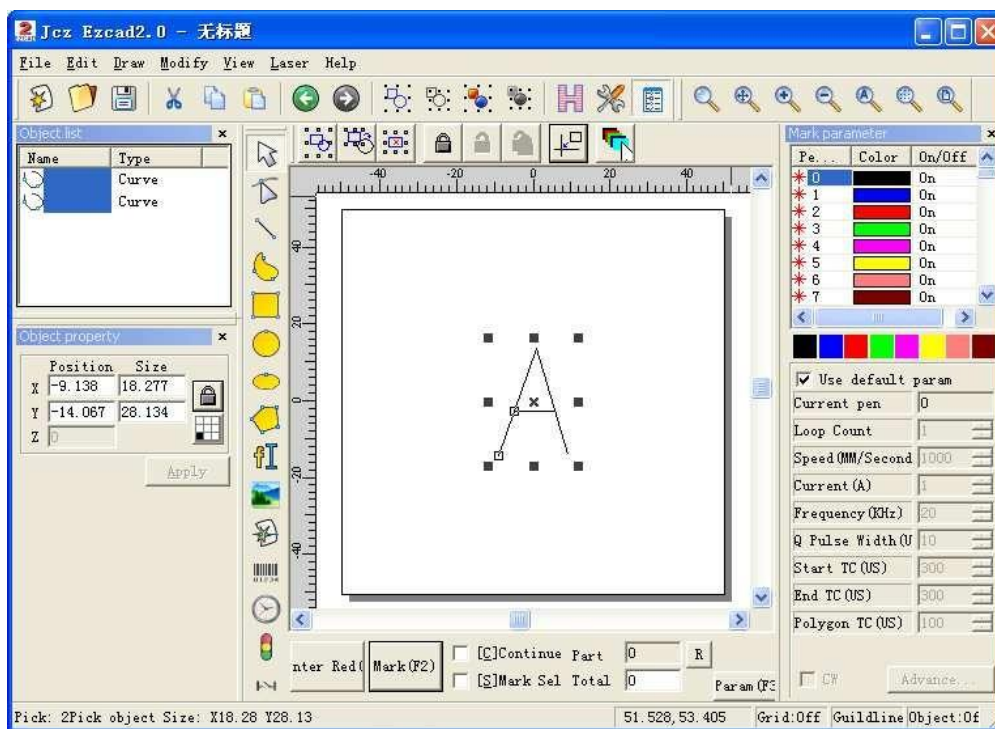 Jcz Ezcad2.0 - 无标题
File Edit Draw Modify View Laser Help
Object list
Name Type
Curve
Curve
Object property
Position Size
X -9.138 18.277
Y -14.067 28.134
Z 0
Apply
-40 -20 0 20 40
40
20
0
-20
-40
Mark parameter
Pe... Color On/Off
0 On
1 On
2 On
3 On
4 On
5 On
6 On
7 On
Use default param
Current pen 0
Loop Count 1
Speed(MM/Second 1000
Current(A) 1
Frequency(KHz) 20
Q Pulse Width(U 10
Start TC(US) 300
End TC(US) 300
Polygon TC(US) 100
CW Advance...
nter Red( Mark(F2) [C]Continue Part 0 R
[S]Mark Sel Total 0 Param(F3
Pick: 2Pick object Size: X18.28 Y28.13 51.528,53.405 Grid:Off Guildline Object:Of